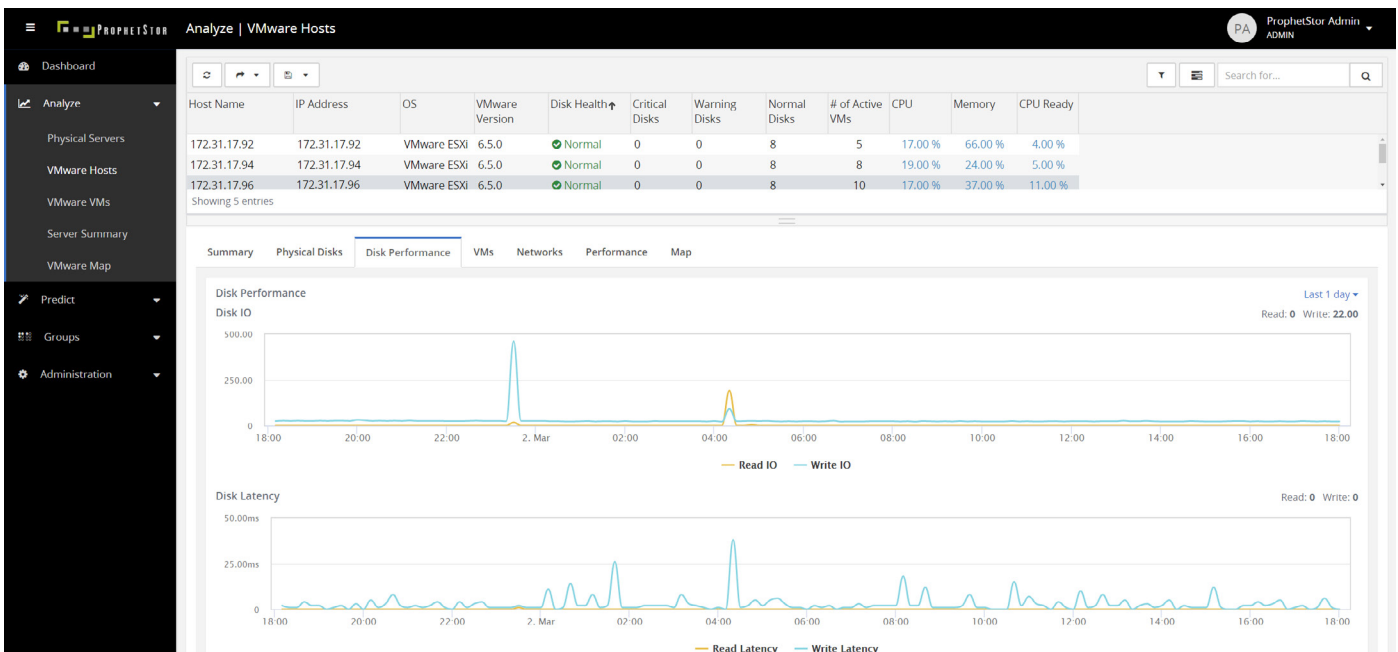 PROPHETSTOR
Analyze | VMware Hosts
PA
ProphetStor Admin
ADMIN
Dashboard
Analyze
Physical Servers
VMware Hosts
VMware VMs
Server Summary
VMware Map
Predict
Groups
Administration
Search for...
Host Name IP Address OS VMware Version Disk Health Critical Disks Warning Disks Normal Disks # of Active VMs CPU Memory CPU Ready
172.31.17.92 172.31.17.92 VMware ESXi 6.5.0 Normal 0 0 8 5 17.00 % 66.00 % 4.00 %
172.31.17.94 172.31.17.94 VMware ESXi 6.5.0 Normal 0 0 8 8 19.00 % 24.00 % 5.00 %
172.31.17.96 172.31.17.96 VMware ESXi 6.5.0 Normal 0 0 8 10 17.00 % 37.00 % 11.00 %
Showing 5 entries
Summary Physical Disks Disk Performance VMs Networks Performance Map
Disk Performance
Last 1 day
Disk IO
Read: 0 Write: 22.00
500.00
250.00
0
18:00 20:00 22:00 2. Mar 02:00 04:00 06:00 08:00 10:00 12:00 14:00 16:00 18:00
Read IO Write IO
Disk Latency
Read: 0 Write: 0
50.00ms
25.00ms
0
18:00 20:00 22:00 2. Mar 02:00 04:00 06:00 08:00 10:00 12:00 14:00 16:00 18:00
Read Latency Write Latency